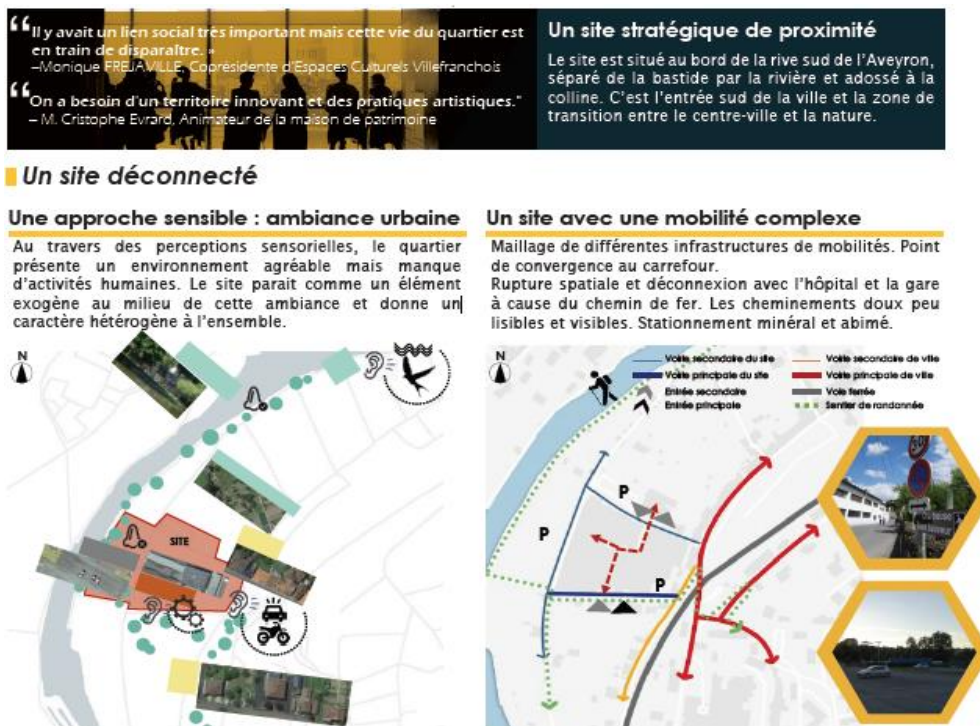 “Il y avait un lien social très important mais cette vie du quartier est
en train de disparaître. »
–Monique FREJAVILLE, Coprésidente d'Espaces Culturels Villefranchois
“On a besoin d'un territoire innovant et des pratiques artistiques."
– M. Cristophe Evrard, Animateur de la maison de patrimoine
Un site stratégique de proximité
Le site est situé au bord de la rive sud de l'Aveyron,
séparé de la bastide par la rivière et adossé à la
colline. C'est l'entrée sud de la ville et la zone de
transition entre le centre-ville et la nature.
Un site déconnecté
Une approche sensible : ambiance urbaine
Au travers des perceptions sensorielles, le quartier
présente un environnement agréable mais manque
d'activités humaines. Le site parait comme un élément
exogène au milieu de cette ambiance et donne un
caractère hétérogène à l'ensemble.
N
SITE
Un site avec une mobilité complexe
Maillage de différentes infrastructures de mobilités. Point
de convergence au carrefour.
Rupture spatiale et déconnexion avec l'hôpital et la gare
à cause du chemin de fer. Les cheminements doux peu
lisibles et visibles. Stationnement minéral et abimé.
N
Voirie secondaire du site
Voirie principale du site
Entrée secondaire
Entrée principale
Voirie secondaire de ville
Voirie principale de ville
Voie ferrée
Sentier de randonnée
P
P
P